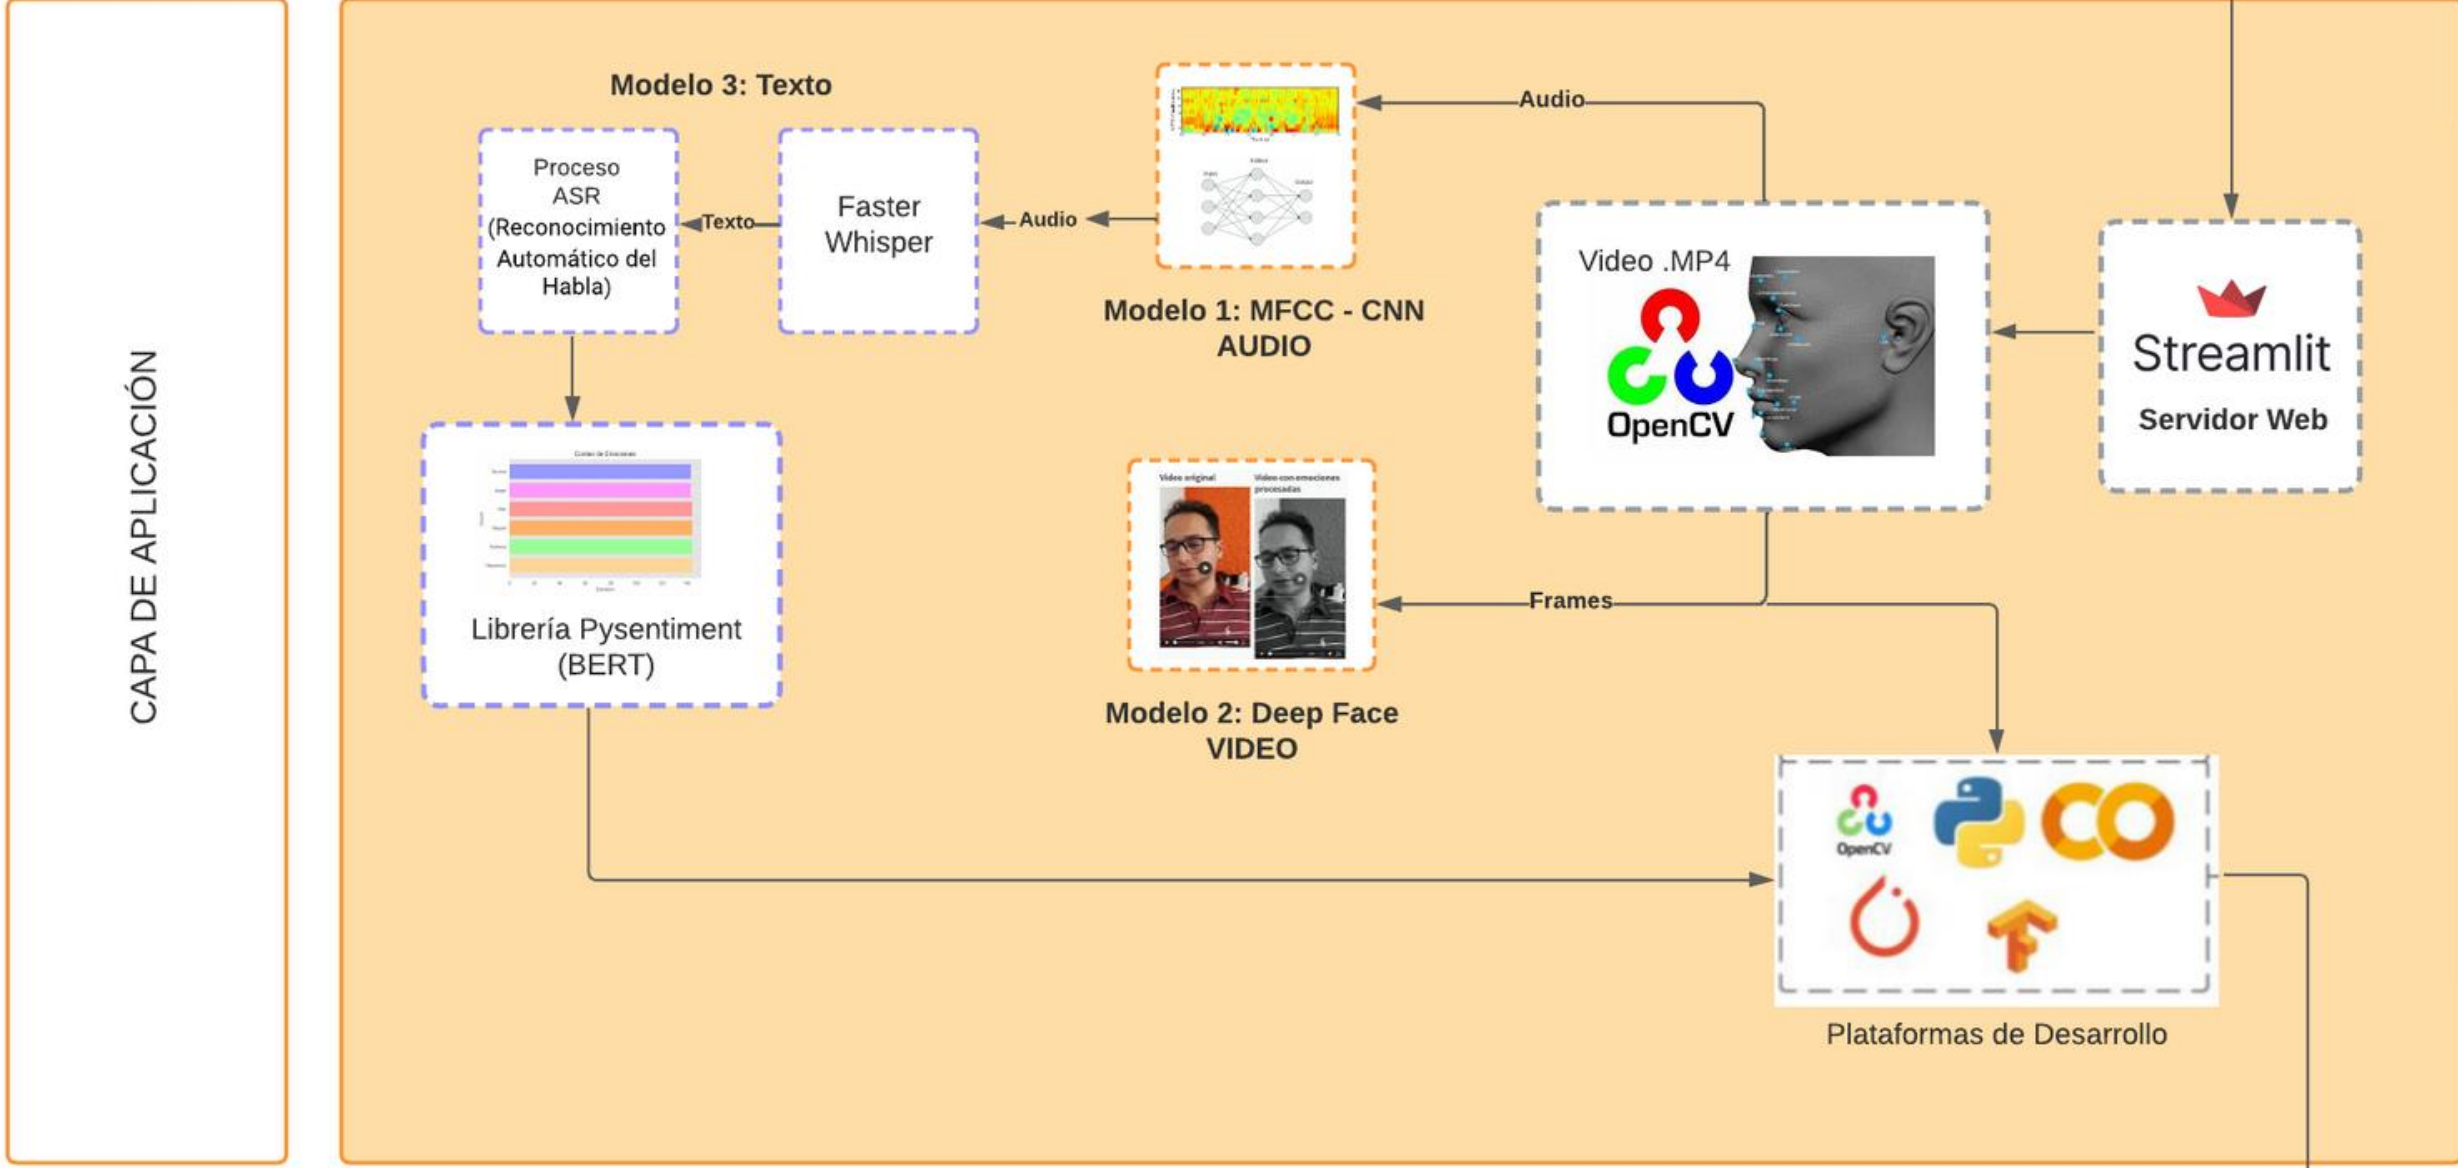 CAPA DE APLICACIÓN
Modelo 3: Texto
Proceso
ASR
(Reconocimiento
Automático del
Habla)
Texto
Faster
Whisper
Audio
Modelo 1: MFCC - CNN
AUDIO
Audio
Video .MP4
OpenCV
Streamlit
Servidor Web
Librería Pysentiment
(BERT)
Video original
Video con emociones
procesadas
Frames
Modelo 2: Deep Face
VIDEO
OpenCV
Plataformas de Desarrollo